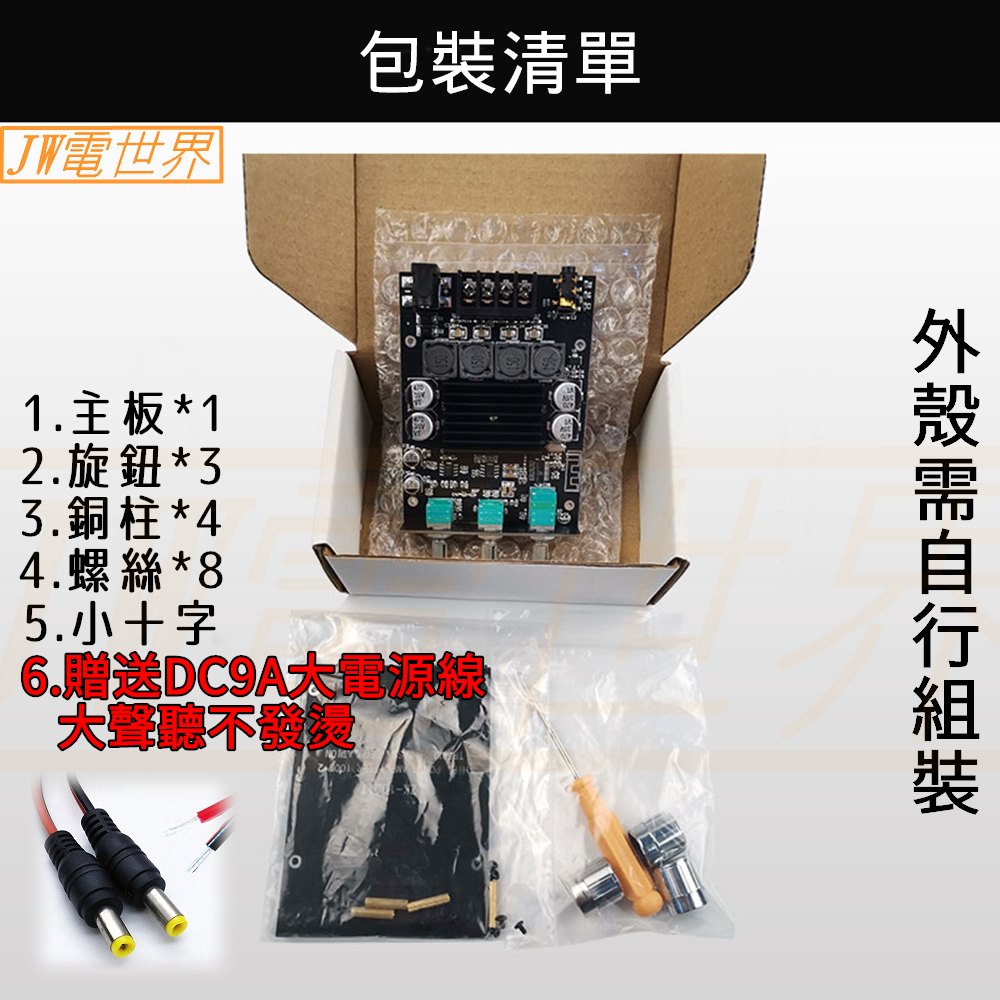 包裝清單
JW電世界
1.主板*1
2.旋鈕*3
3.銅柱*4
4.螺絲*8
5.小十字
6.贈送DC9A大電源線
大聲聽不發燙
外殼需自行組裝